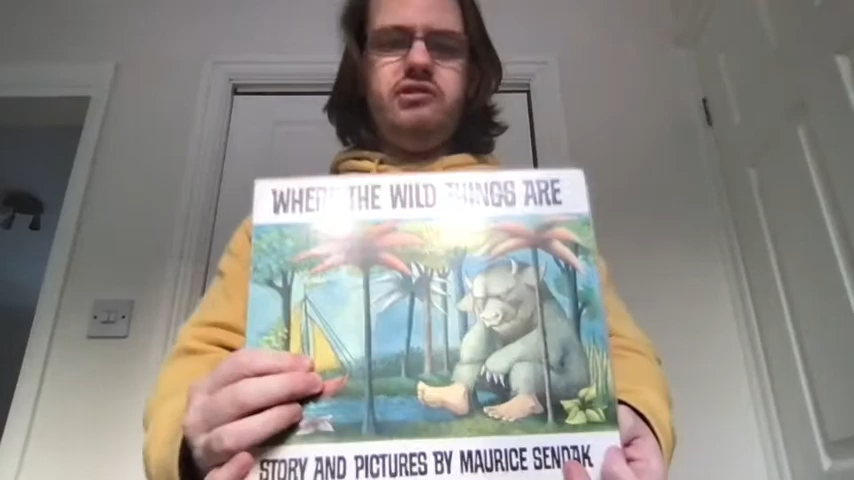 WHERE THE WILD THINGS ARE
STORY AND PICTURES BY MAURICE SENDAK